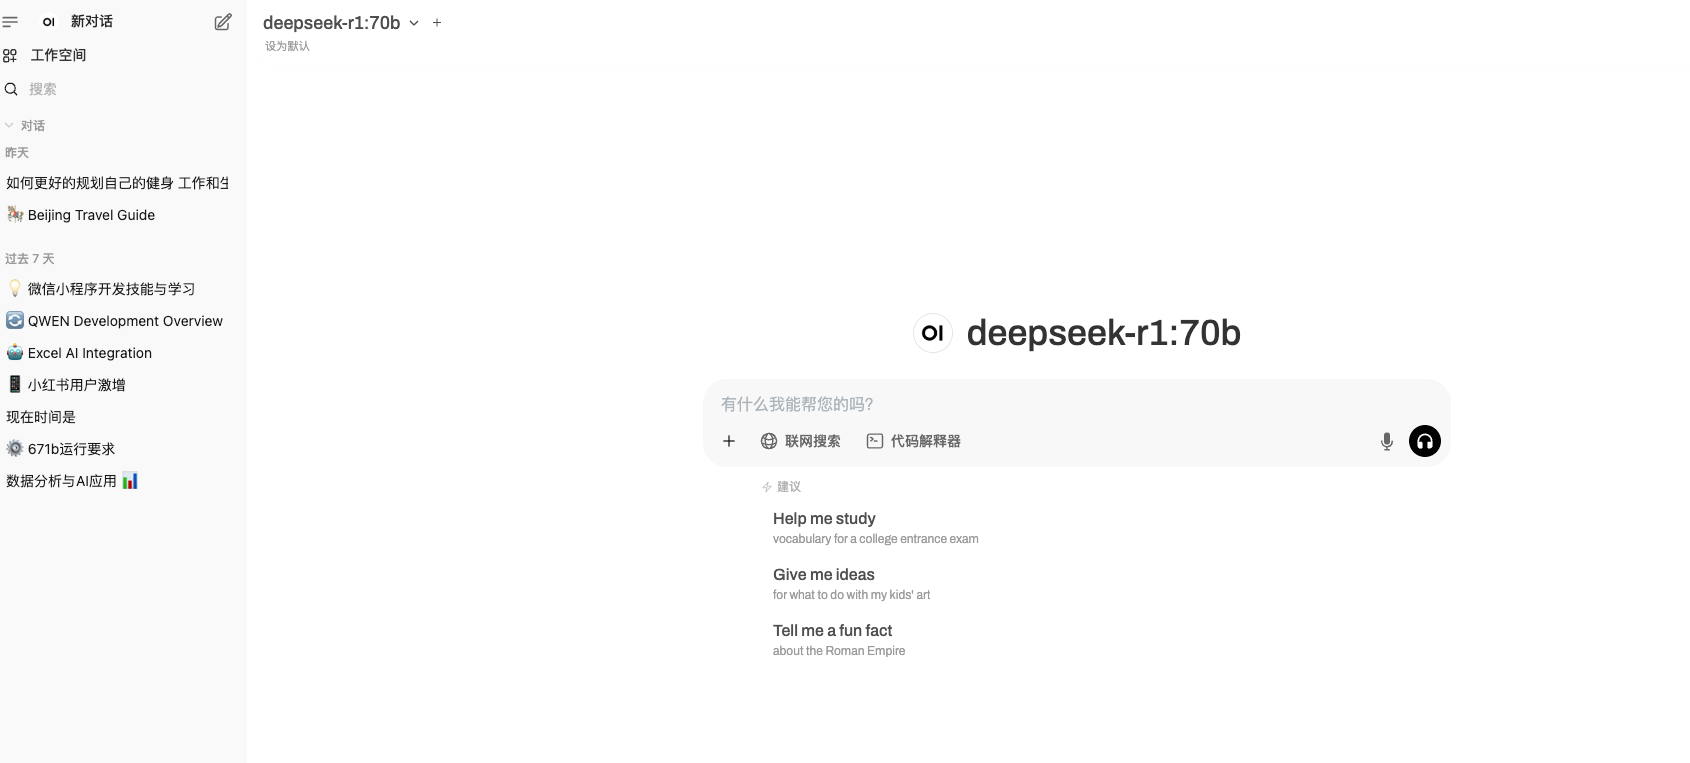 OI 新对话
工作空间
搜索
对话
昨天
如何更好的规划自己的健身 工作和
Beijing Travel Guide
过去 7 天
微信小程序开发技能与学习
QWEN Development Overview
Excel AI Integration
小红书用户激增
现在时间是
671b运行要求
数据分析与AI应用
deepseek-r1:70b
设为默认
OI deepseek-r1:70b
有什么我能帮您的吗?
联网搜索 代码解释器
建议
Help me study
vocabulary for a college entrance exam
Give me ideas
for what to do with my kids' art
Tell me a fun fact
about the Roman Empire